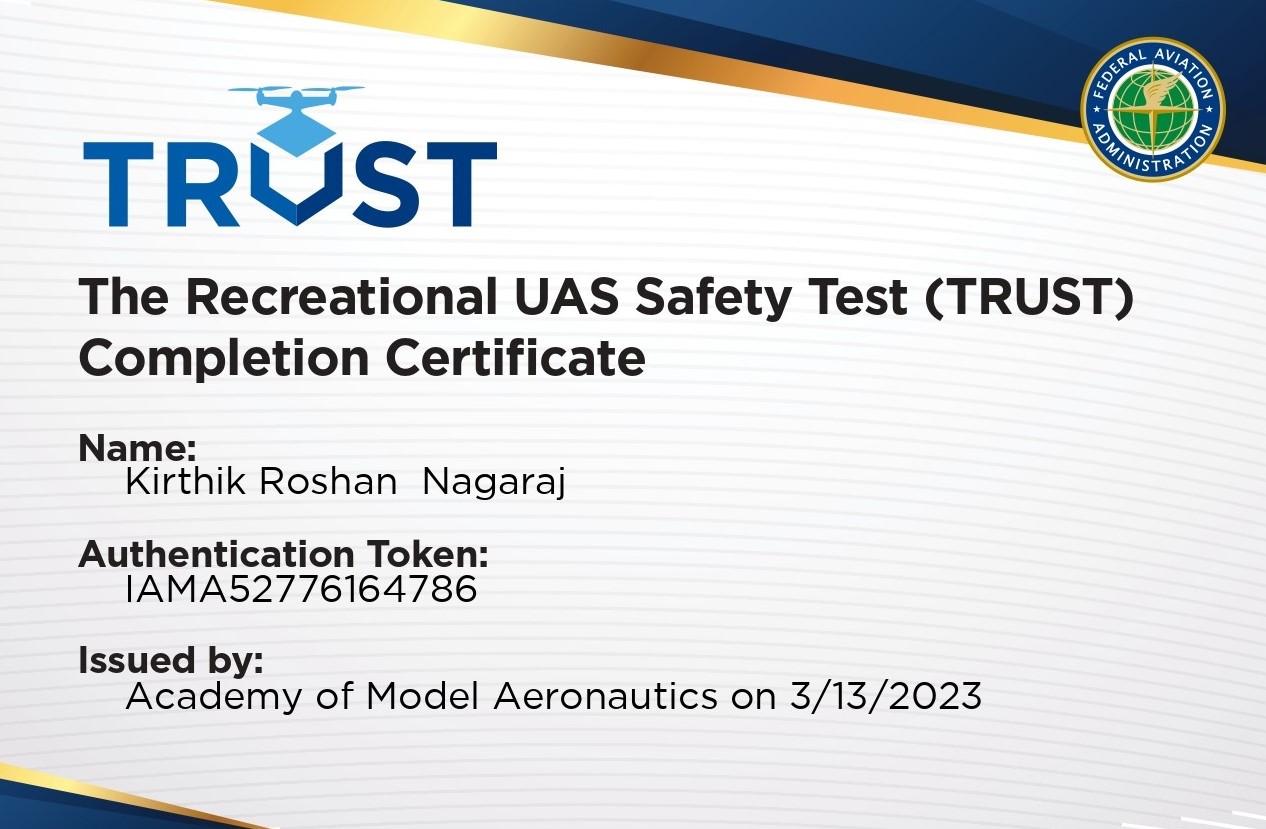 FEDERAL AVIATION ADMINISTRATION
TRUST
The Recreational UAS Safety Test (TRUST)
Completion Certificate
Name:
Kirthik Roshan  Nagaraj
Authentication Token:
IAMA52776164786
Issued by:
Academy of Model Aeronautics on 3/13/2023